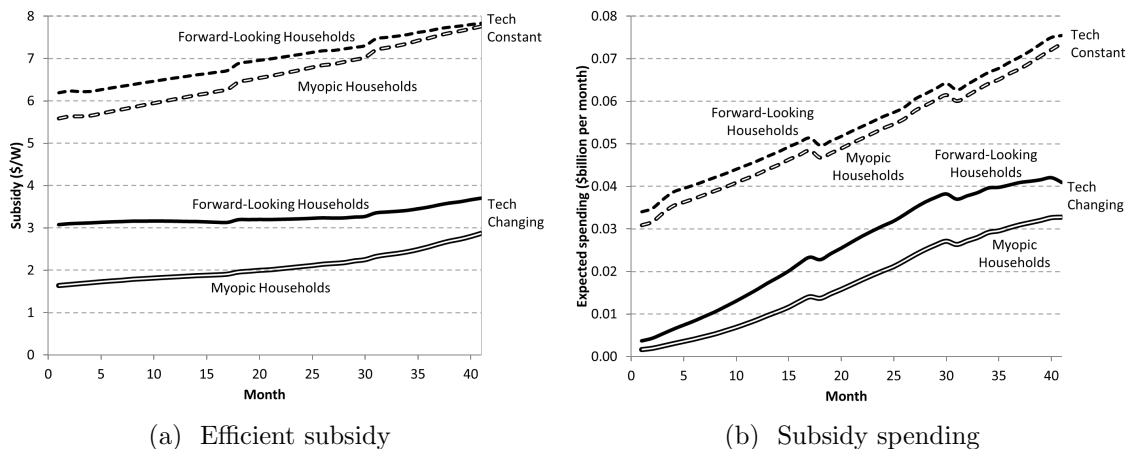 8
7
6
5
4
3
2
1
0
Subsidy ($/W)
0
5
10
15
20
25
30
35
40
Month
Forward-Looking Households
Myopic Households
Tech
Constant
Forward-Looking Households
Myopic Households
Tech
Changing
(a) Efficient subsidy
0.08
0.07
0.06
0.05
0.04
0.03
0.02
0.01
0.00
Expected spending ($billion per month)
0
5
10
15
20
25
30
35
40
Month
Forward-Looking
Households
Myopic
Households
Tech
Constant
Forward-Looking
Households
Myopic
Households
Tech
Changing
(b) Subsidy spending